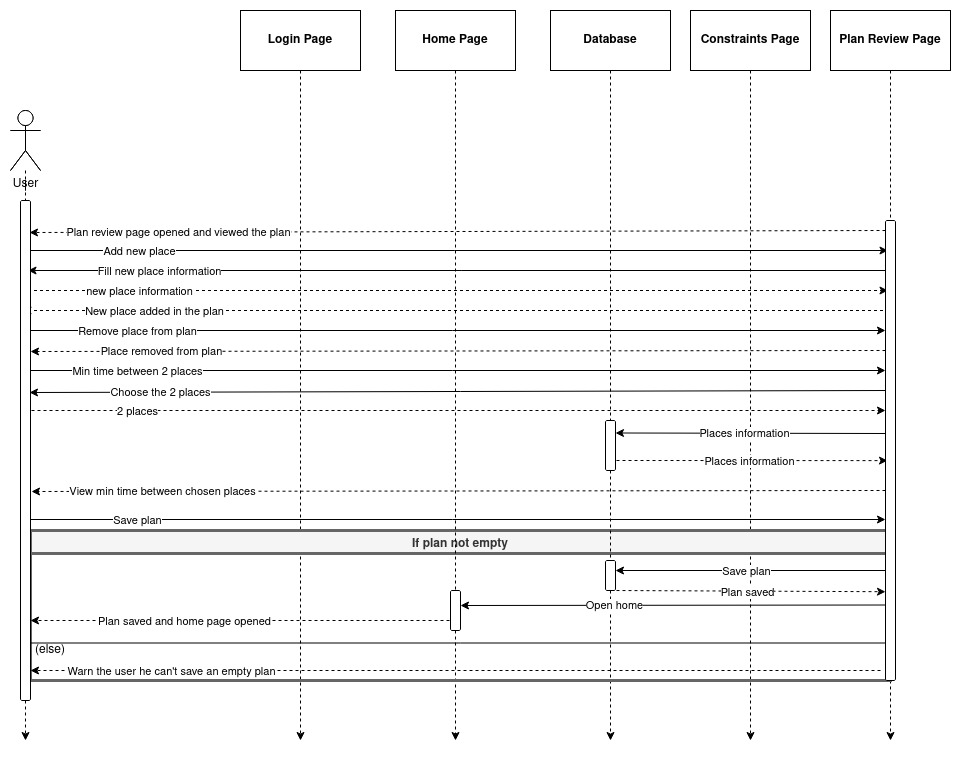 Login Page
Home Page
Database
Constraints Page
Plan Review Page
User
Plan review page opened and viewed the plan
Add new place
Fill new place information
new place information
New place added in the plan
Remove place from plan
Place removed from plan
Min time between 2 places
Choose the 2 places
2 places
Places information
Places information
View min time between chosen places
Save plan
If plan not empty
Save plan
Plan saved
Open home
Plan saved and home page opened
(else)
Warn the user he can't save an empty plan